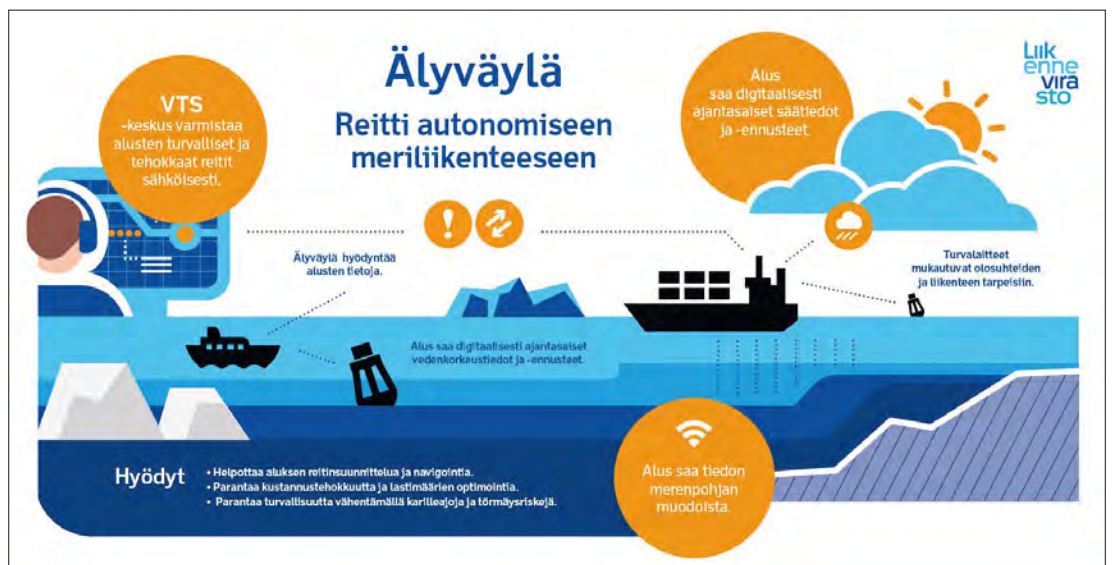 Älyväylä
Reitti autonomiseen
meriliikenteeseen
Liik
enne
vira
sto
VTS
-keskus varmistaa
alusten turvalliset ja
tehokkaat reitit
sähköisesti.
Alus
saa digitaalisesti
ajantasaiset säätiedot
ja -ennusteet.
!
Älyväylä hyödyntää
alusten tietoja.
Turvalaitteet
mukautuvat olosuhteiden
ja liikenteen tarpeisiin.
Alus saa digitaalisesti ajantasaiset
vedenkorkeustiedot ja -ennusteet.
Alus saa tiedon
merenpohjan
muodoista.
Hyödyt
• Helpottaa aluksen reitinsuunnittelua ja navigointia.
• Parantaa kustannustehokkuutta ja lastimäärien optimointia.
• Parantaa turvallisuutta vähentämällä karilleajoja ja törmäysriskejä.